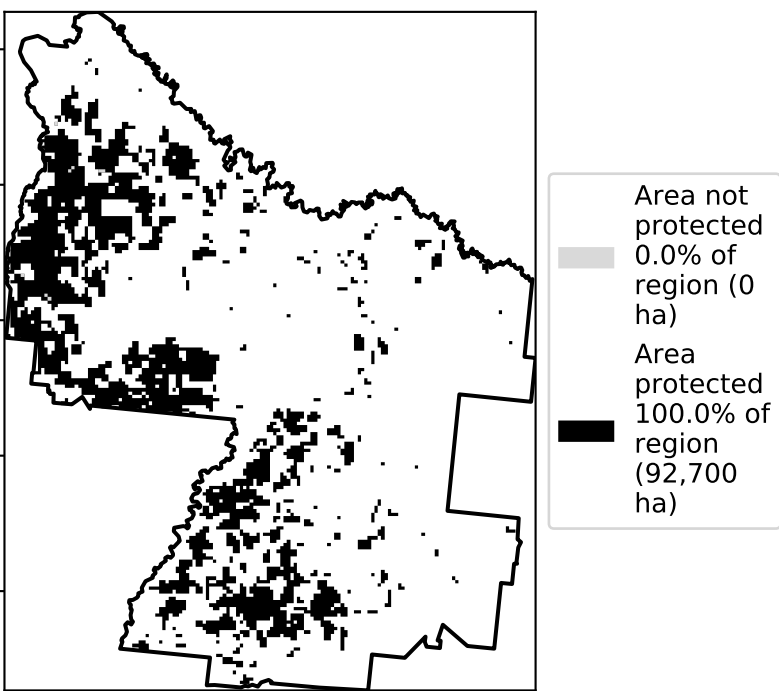 Area not
protected
0.0% of
region (0
ha)
Area
protected
100.0% of
region
(92,700
ha)